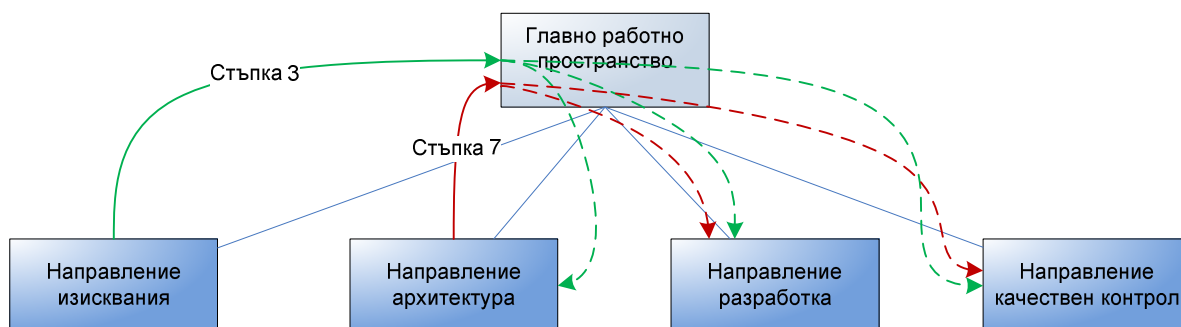 Главно работно
пространство
Стъпка 3
Стъпка 7
Направление
изисквания
Направление
архитектура
Направление
разработка
Направление
качествен контрол